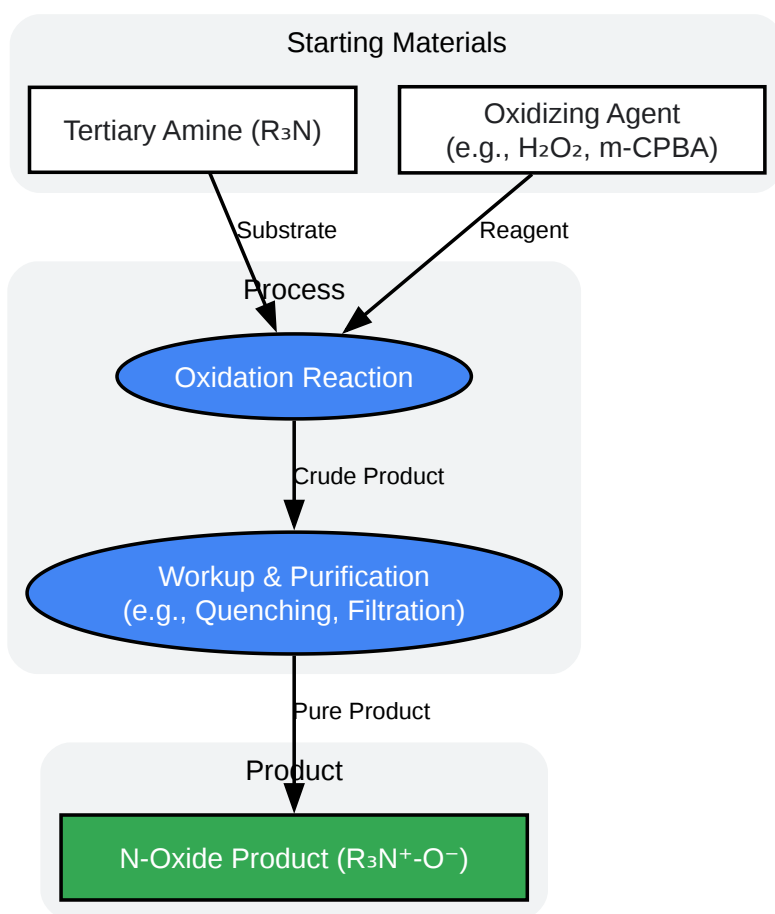 Starting Materials
Tertiary Amine (R₃N)
Oxidizing Agent
(e.g., H₂O₂, m-CPBA)
Substrate
Reagent
Process
Oxidation Reaction
Crude Product
Workup & Purification
(e.g., Quenching, Filtration)
Pure Product
Product
N-Oxide Product (R₃N⁺-O⁻)